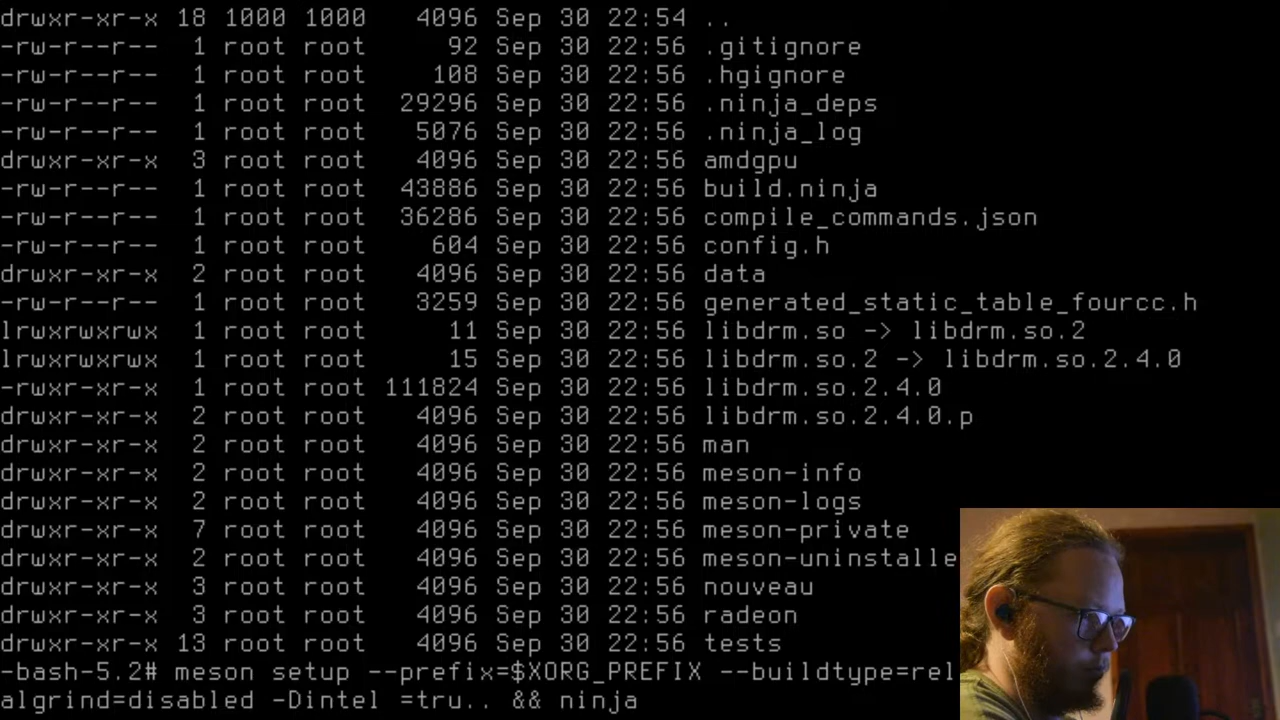 drwxr-xr-x 18 1000 1000 4096 Sep 30 22:54 ..
-rw-r--r-- 1 root root 92 Sep 30 22:56 .gitignore
-rw-r--r-- 1 root root 108 Sep 30 22:56 .hgignore
-rw-r--r-- 1 root root 29296 Sep 30 22:56 .ninja_deps
-rw-r--r-- 1 root root 5076 Sep 30 22:56 .ninja_log
drwxr-xr-x 3 root root 4096 Sep 30 22:56 amdgpu
-rw-r--r-- 1 root root 43886 Sep 30 22:56 build.ninja
-rw-r--r-- 1 root root 36286 Sep 30 22:56 compile_commands.json
-rw-r--r-- 1 root root 604 Sep 30 22:56 config.h
drwxr-xr-x 2 root root 4096 Sep 30 22:56 data
-rw-r--r-- 1 root root 3259 Sep 30 22:56 generated_static_table_fourcc.h
lrwxrwxrwx 1 root root 11 Sep 30 22:56 libdrm.so -> libdrm.so.2
lrwxrwxrwx 1 root root 15 Sep 30 22:56 libdrm.so.2 -> libdrm.so.2.4.0
-rwxr-xr-x 1 root root 111824 Sep 30 22:56 libdrm.so.2.4.0
drwxr-xr-x 2 root root 4096 Sep 30 22:56 libdrm.so.2.4.0.p
drwxr-xr-x 2 root root 4096 Sep 30 22:56 man
drwxr-xr-x 2 root root 4096 Sep 30 22:56 meson-info
drwxr-xr-x 2 root root 4096 Sep 30 22:56 meson-logs
drwxr-xr-x 7 root root 4096 Sep 30 22:56 meson-private
drwxr-xr-x 2 root root 4096 Sep 30 22:56 meson-uninstalle
drwxr-xr-x 3 root root 4096 Sep 30 22:56 nouveau
drwxr-xr-x 3 root root 4096 Sep 30 22:56 radeon
drwxr-xr-x 13 root root 4096 Sep 30 22:56 tests
-bash-5.2# meson setup --prefix=$XORG_PREFIX --buildtype=rel
algrind=disabled -Dintel =tru.. && ninja